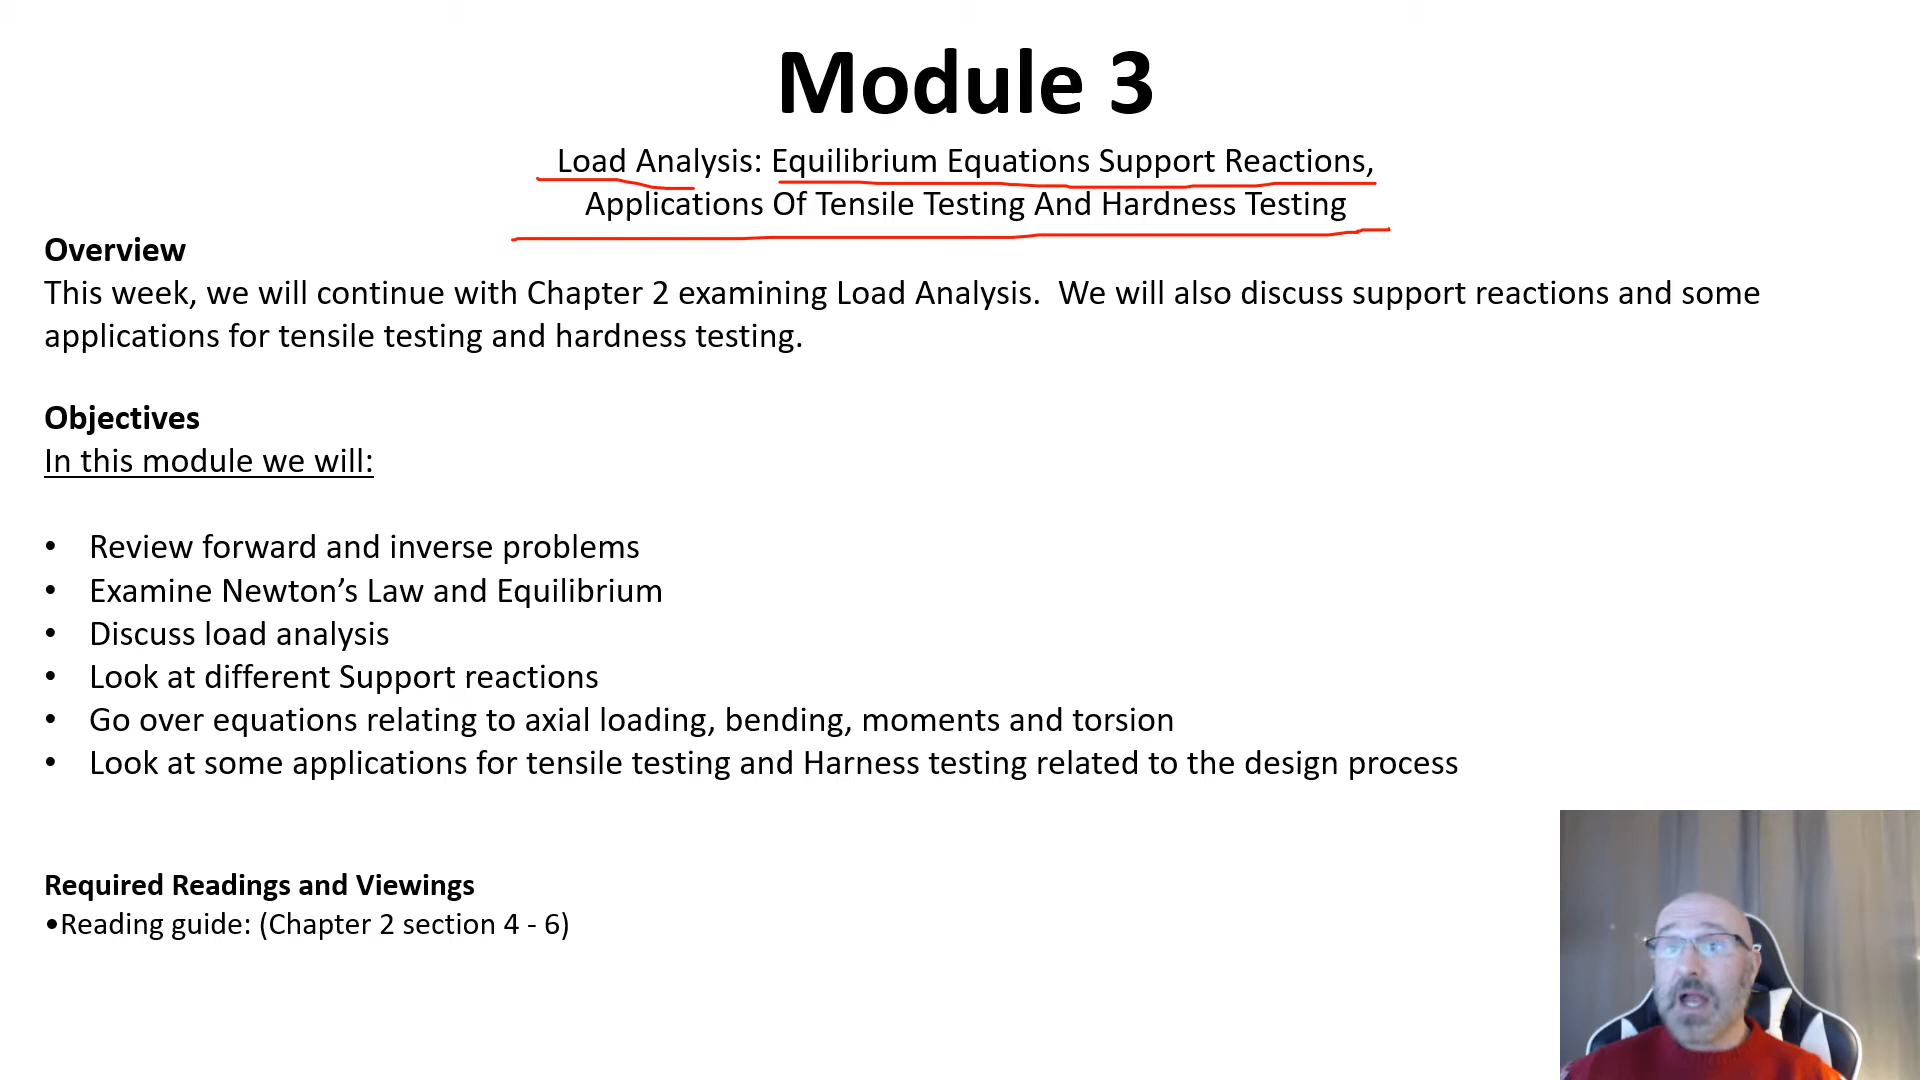 Module 3
Load Analysis: Equilibrium Equations Support Reactions,
Applications Of Tensile Testing And Hardness Testing
Overview
This week, we will continue with Chapter 2 examining Load Analysis.  We will also discuss support reactions and some
applications for tensile testing and hardness testing.
Objectives
In this module we will:
• Review forward and inverse problems
• Examine Newton’s Law and Equilibrium
• Discuss load analysis
• Look at different Support reactions
• Go over equations relating to axial loading, bending, moments and torsion
• Look at some applications for tensile testing and Harness testing related to the design process
Required Readings and Viewings
•Reading guide: (Chapter 2 section 4 - 6)